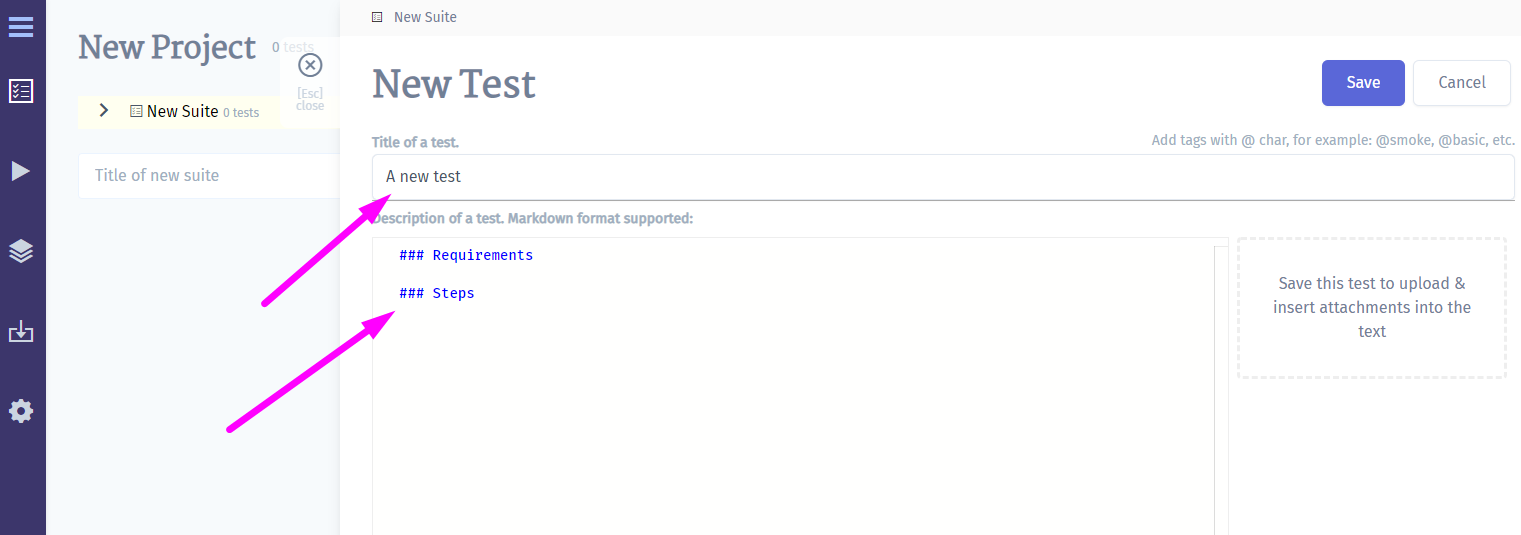 New Project 0 tests
[Esc]
close
New Suite 0 tests
Title of new suite
New Suite
New Test
Save
Cancel
Title of a test.
Add tags with @ char, for example: @smoke, @basic, etc.
A new test
Description of a test. Markdown format supported:
### Requirements
### Steps
Save this test to upload &
insert attachments into the
text